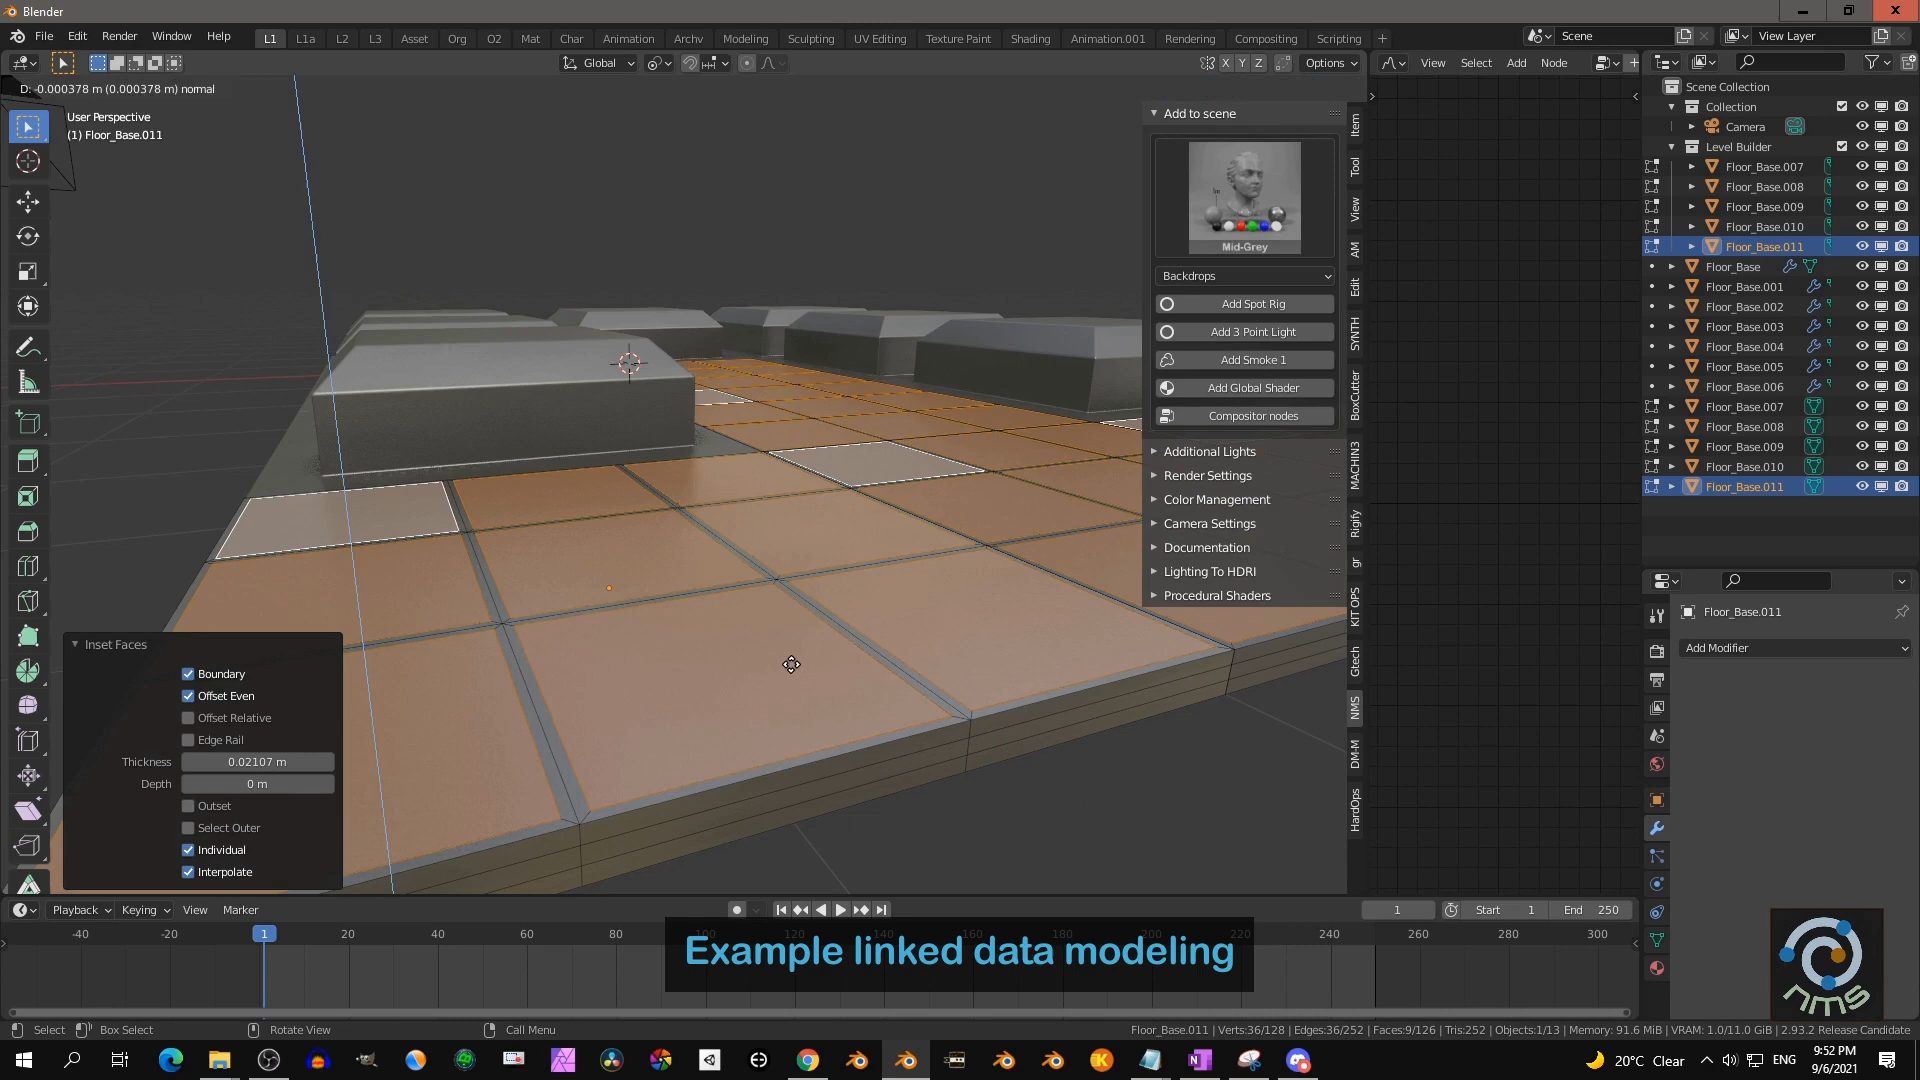 Blender
File Edit Render Window Help
L1 L1a L2 L3 Asset Org O2 Mat Char Animation Archv Modeling Sculpting UV Editing Texture Paint Shading Animation.001 Rendering Compositing Scripting +
Scene
View Layer
Global
X Y Z
Options
View Select Add Node
D: -0.000378 m (0.000378 m) normal
User Perspective
(1) Floor_Base.011
Add to scene
Mid-Grey
Backdrops
Add Spot Rig
Add 3 Point Light
Add Smoke 1
Add Global Shader
Compositor nodes
Additional Lights
Render Settings
Color Management
Camera Settings
Documentation
Lighting To HDRI
Procedural Shaders
Item
Tool
View
AM
Edit
SYNTH
BoxCutter
MACHIN3
Rigify
gr
KIT OPS
Gtech
NMS
DM-M
HardOps
Scene Collection
Collection
Camera
Level Builder
Floor_Base.007
Floor_Base.008
Floor_Base.009
Floor_Base.010
Floor_Base.011
Floor_Base
Floor_Base.001
Floor_Base.002
Floor_Base.003
Floor_Base.004
Floor_Base.005
Floor_Base.006
Floor_Base.007
Floor_Base.008
Floor_Base.009
Floor_Base.010
Floor_Base.011
Floor_Base.011
Add Modifier
Inset Faces
Boundary
Offset Even
Offset Relative
Edge Rail
Thickness 0.02107 m
Depth 0 m
Outset
Select Outer
Individual
Interpolate
Playback Keying View Marker
1 Start 1 End 250
-40 -20 1 20 40 60 80 100 120 140 160 180 200 220 240 260 280 300
Example linked data modeling
nms
Select Box Select Rotate View Call Menu
Floor_Base.011 | Verts:36/128 | Edges:36/252 | Faces:9/126 | Tris:252 | Objects:1/13 | Memory: 91.6 MiB | VRAM: 1.0/11.0 GiB | 2.93.2 Release Candidate
20°C Clear
ENG
9:52 PM
9/6/2021